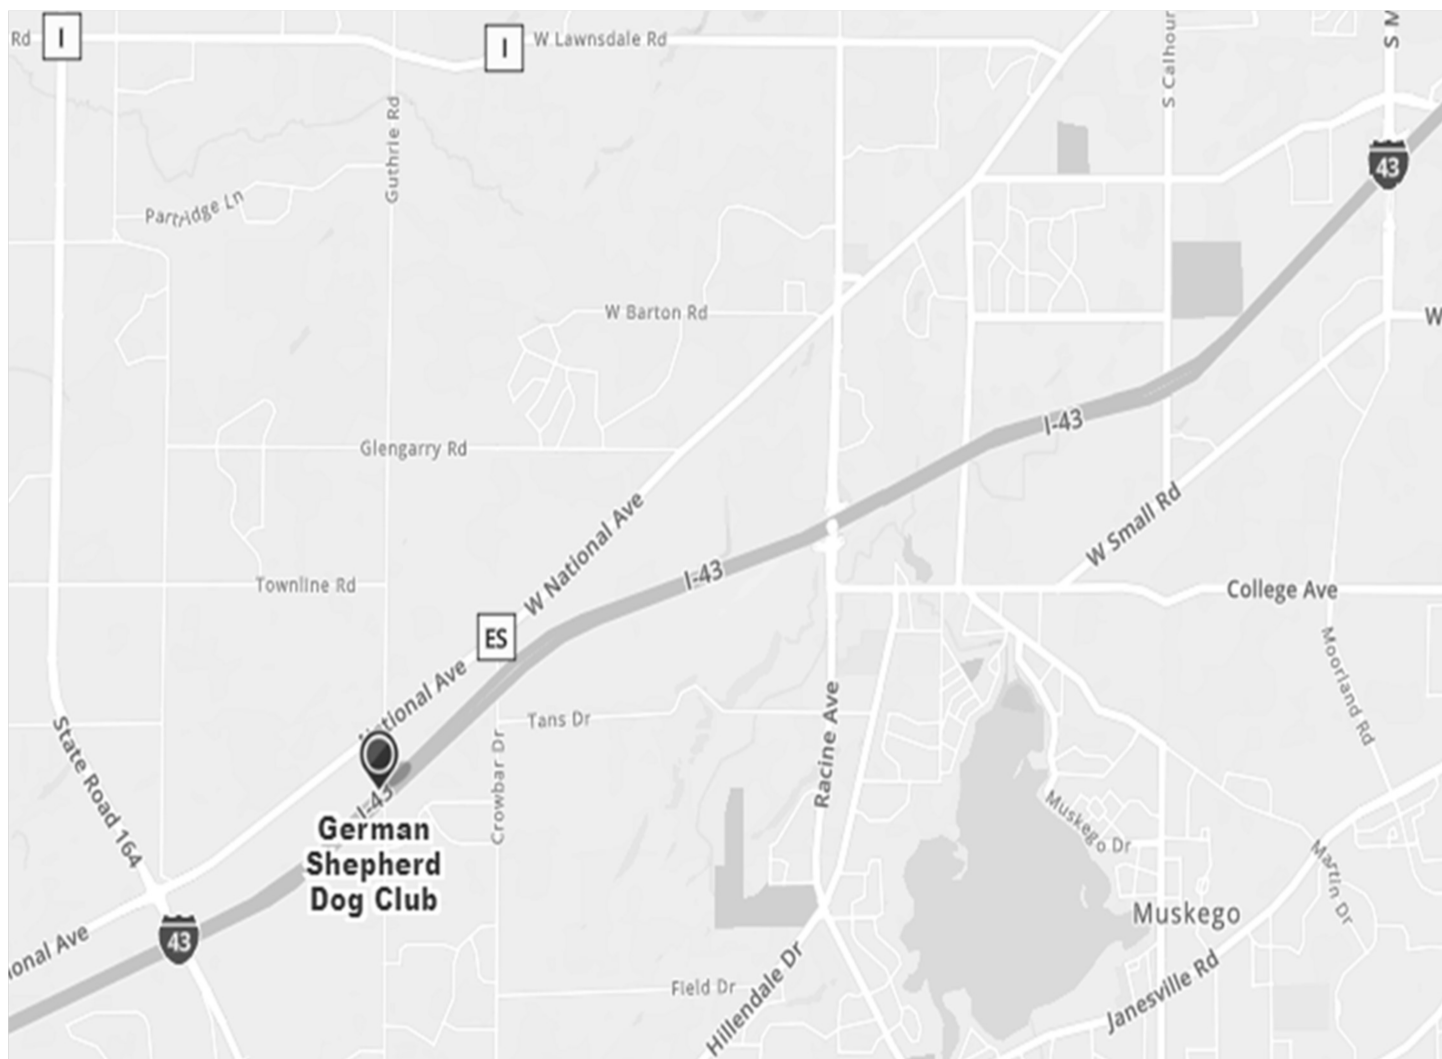 Rd
I
I
W Lawnsdale Rd
S Calhour
S M
Guthrie Rd
43
Partridge Ln
W Barton Rd
W
I-43
Glengarry Rd
W Small Rd
W National Ave
I-43
Townline Rd
College Ave
ES
National Ave
Moorland Rd
Tans Dr
State Road 164
Racine Ave
Crowbar Dr
I-43
German
Shepherd
Dog Club
Muskego Dr
Martin Dr
Muskego
43
ional Ave
Field Dr
Hillendale Dr
Janesville Rd